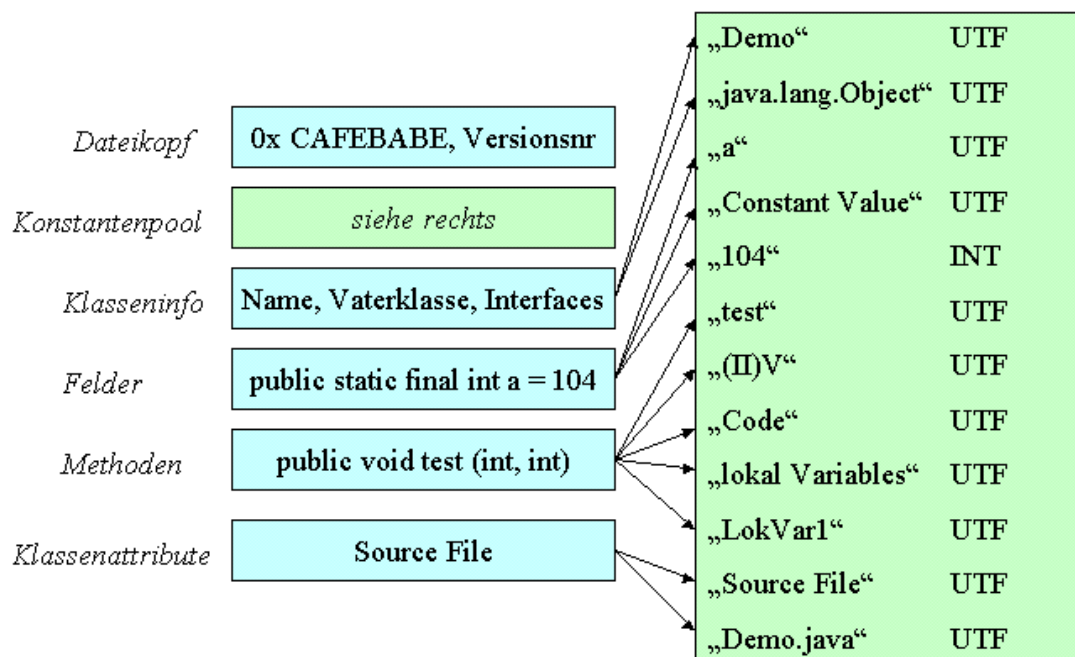 „Demo“ UTF
„java.lang.Object“ UTF
Dateikopf 0x CAFEBABE, Versionsnr
„a“ UTF
Konstantenpool siehe rechts
„Constant Value“ UTF
„104“ INT
Klasseninfo Name, Vaterklasse, Interfaces
„test“ UTF
„(II)V“ UTF
Felder public static final int a = 104
„Code“ UTF
Methoden public void test (int, int)
„lokal Variables“ UTF
„LokVar1“ UTF
Klassenattribute Source File
„Source File“ UTF
„Demo.java“ UTF